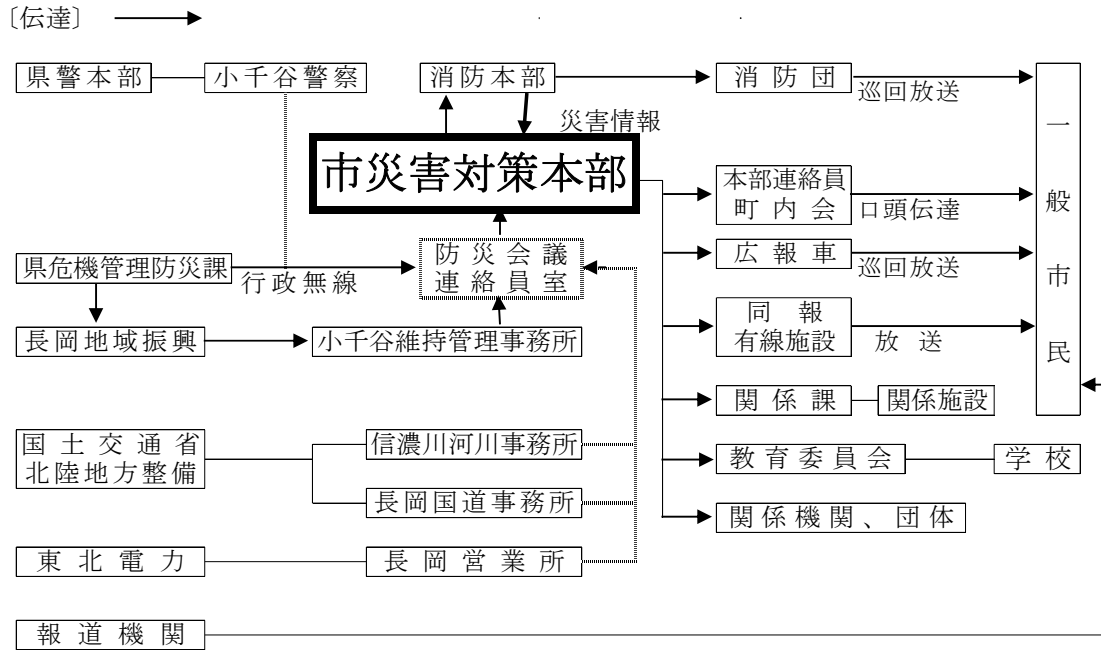 〔伝達〕
県警本部
小千谷警察
消防本部
消防団
巡回放送
災害情報
一般市民
市災害対策本部
本部連絡員
町内会
口頭伝達
防災会議
連絡員室
広報車
巡回放送
県危機管理防災課
行政無線
同報
有線施設
放送
長岡地域振興
小千谷維持管理事務所
関係課
関係施設
国土交通省
北陸地方整備
信濃川河川事務所
教育委員会
学校
長岡国道事務所
関係機関、団体
東北電力
長岡営業所
報道機関